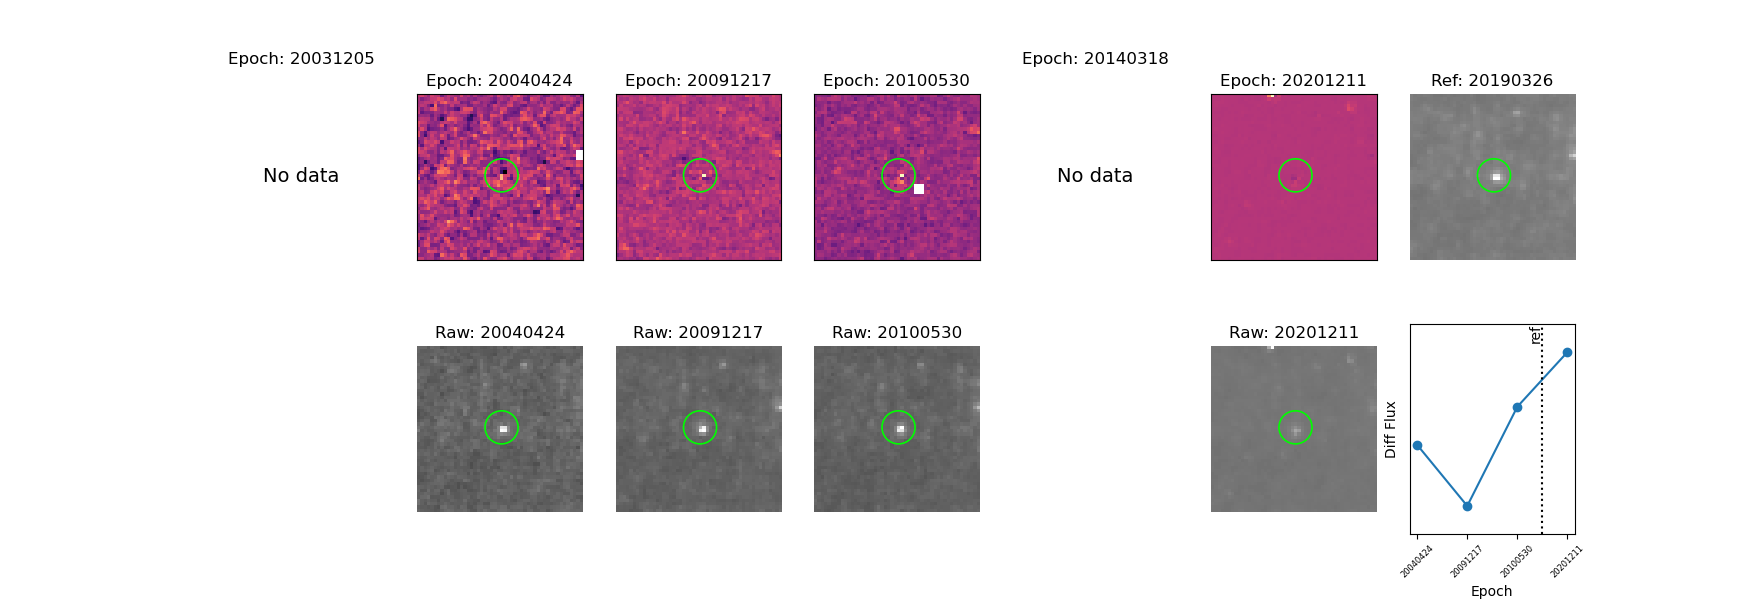 Epoch: 20031205
Epoch: 20140318
Epoch: 20040424
Epoch: 20091217
Epoch: 20100530
Epoch: 20201211
Ref: 20190326
No data
No data
Raw: 20040424
Raw: 20091217
Raw: 20100530
Raw: 20201211
ref
Diff Flux
20040424
20091217
20100530
20201211
Epoch